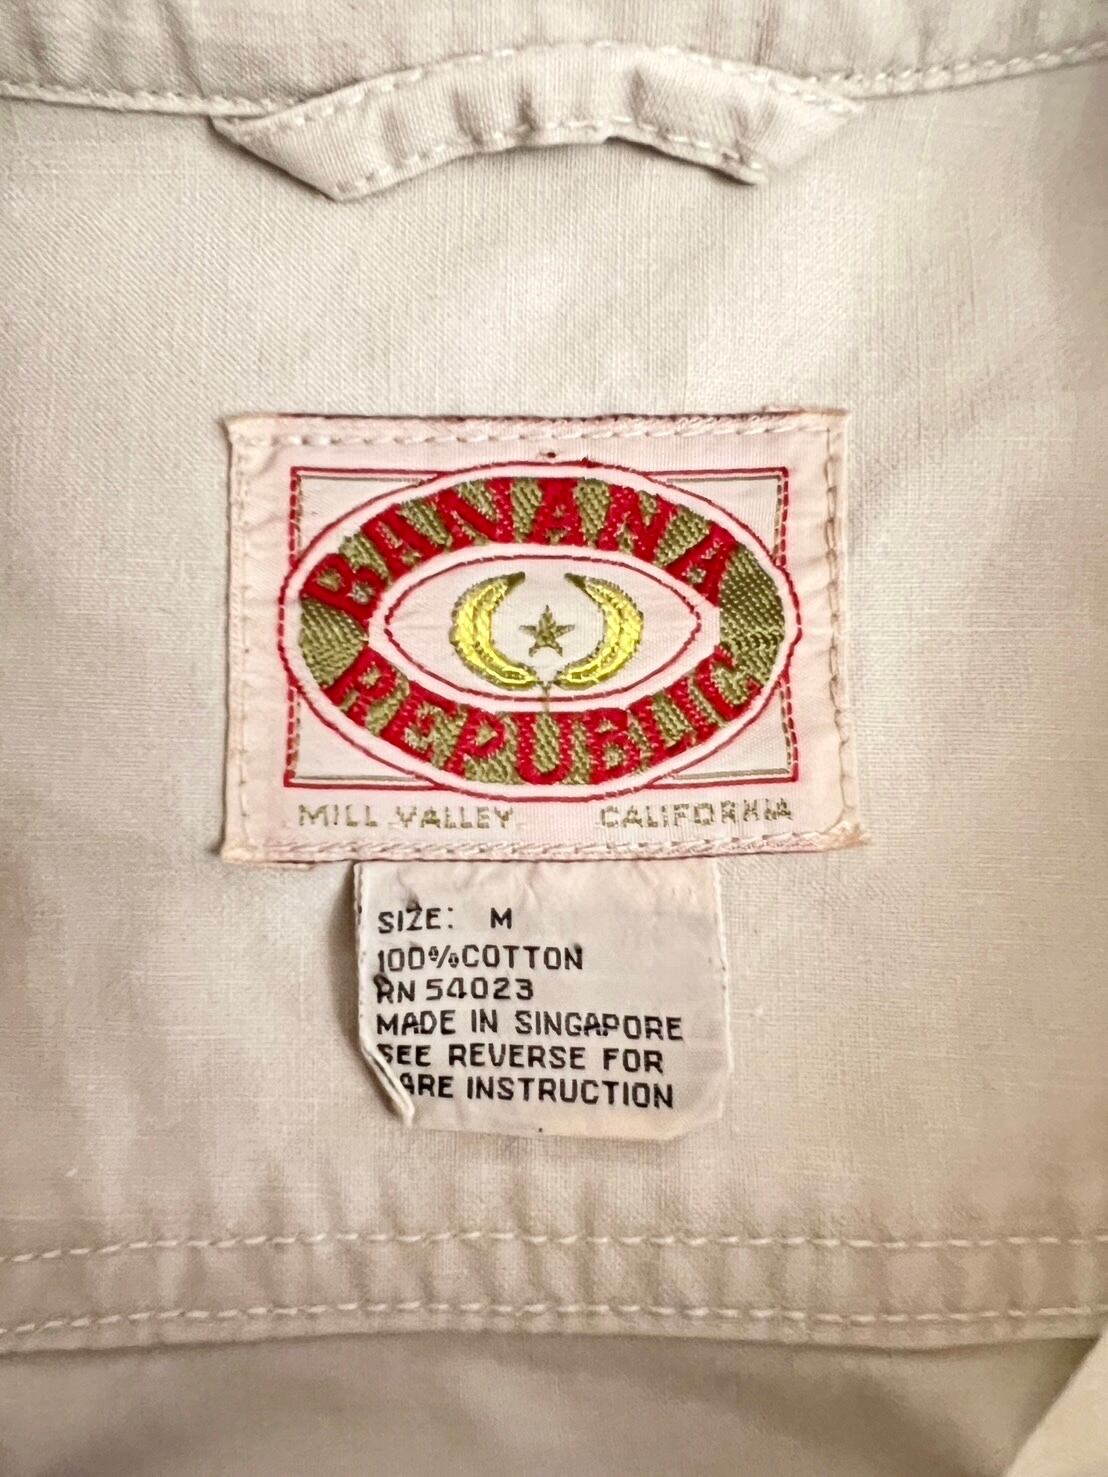 BANANA
REPUBLIC
MILL VALLEY CALIFORNIA
SIZE: M
100%COTTON
RN 54023
MADE IN SINGAPORE
SEE REVERSE FOR
ARE INSTRUCTION